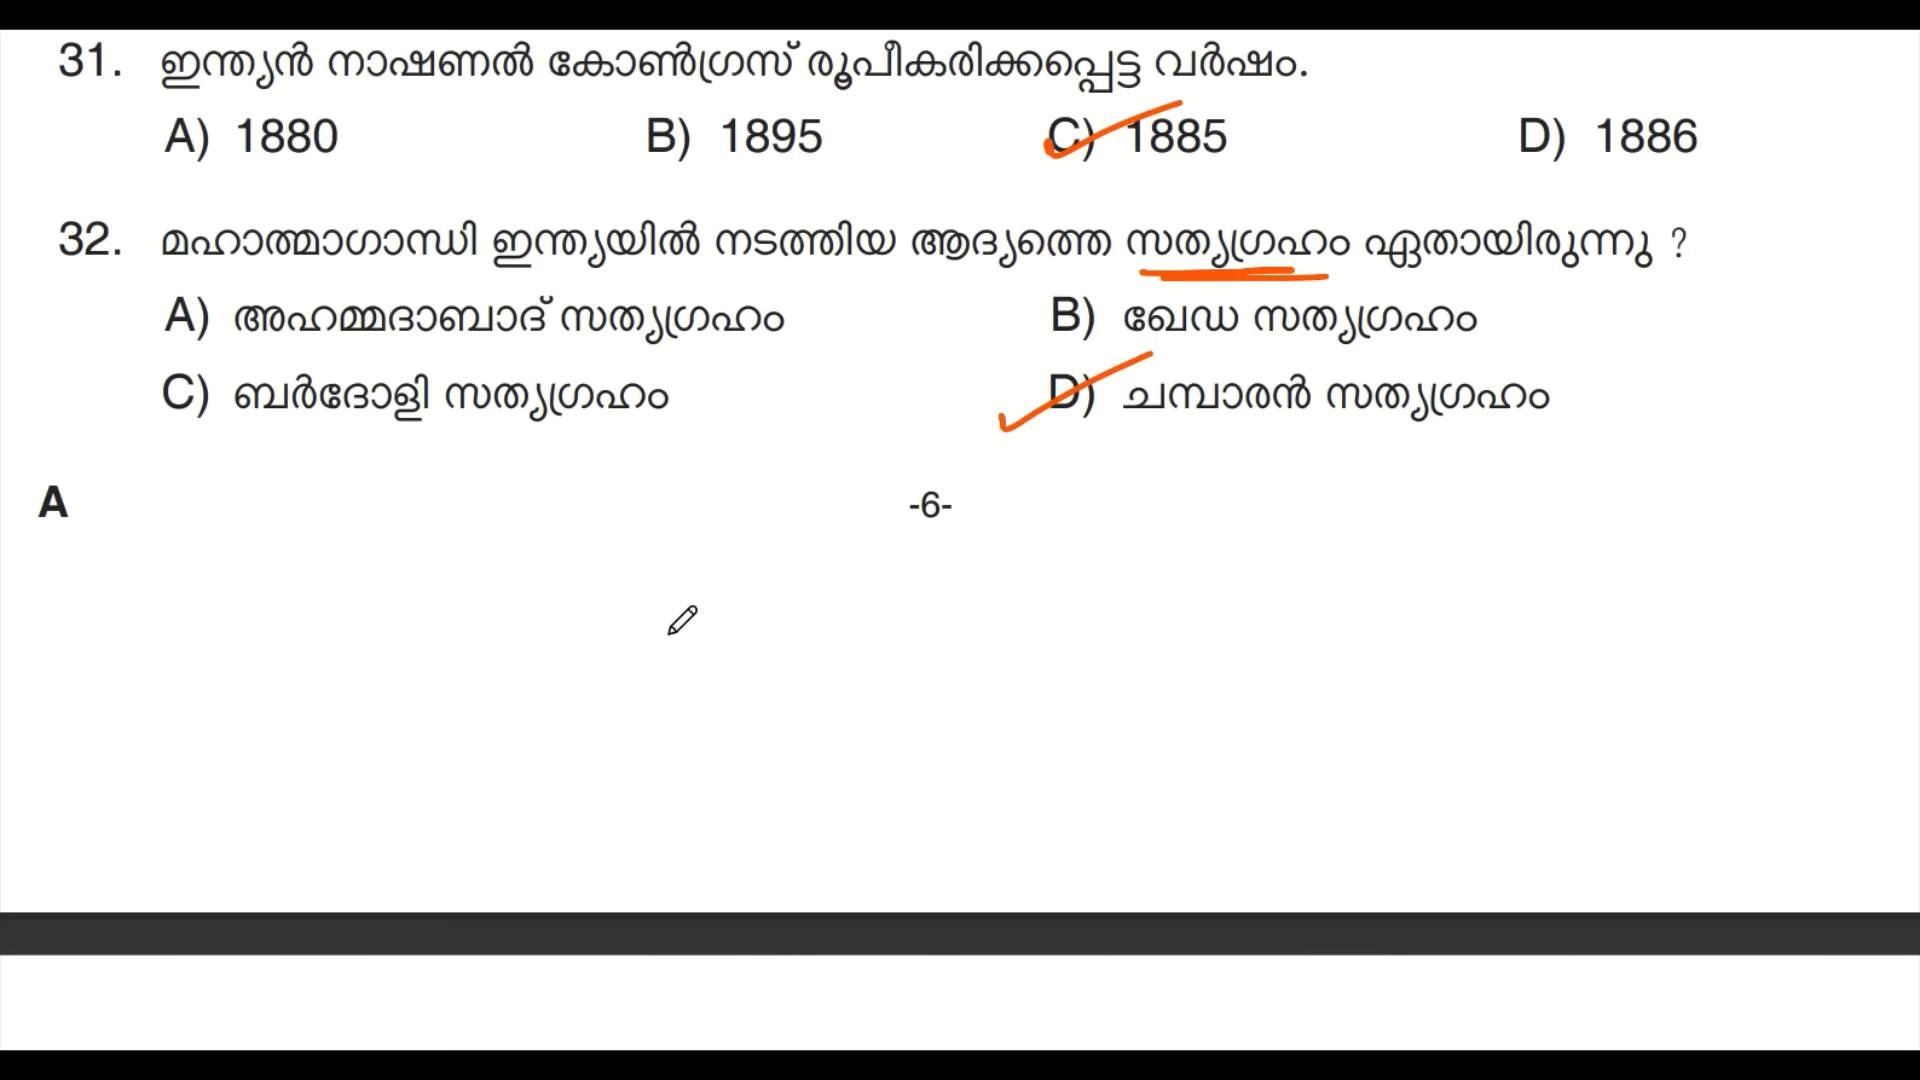 31. ഇന്ത്യൻ നാഷണൽ കോൺഗ്രസ് രൂപീകരിക്കപ്പെട്ട വർഷം.
A) 1880 B) 1895 C) 1885 D) 1886
32. മഹാത്മാഗാന്ധി ഇന്ത്യയിൽ നടത്തിയ ആദ്യത്തെ സത്യഗ്രഹം ഏതായിരുന്നു ?
A) അഹമ്മദാബാദ് സത്യഗ്രഹം B) ഖേഡ സത്യഗ്രഹം
C) ബർദോളി സത്യഗ്രഹം D) ചമ്പാരൻ സത്യഗ്രഹം
A -6-